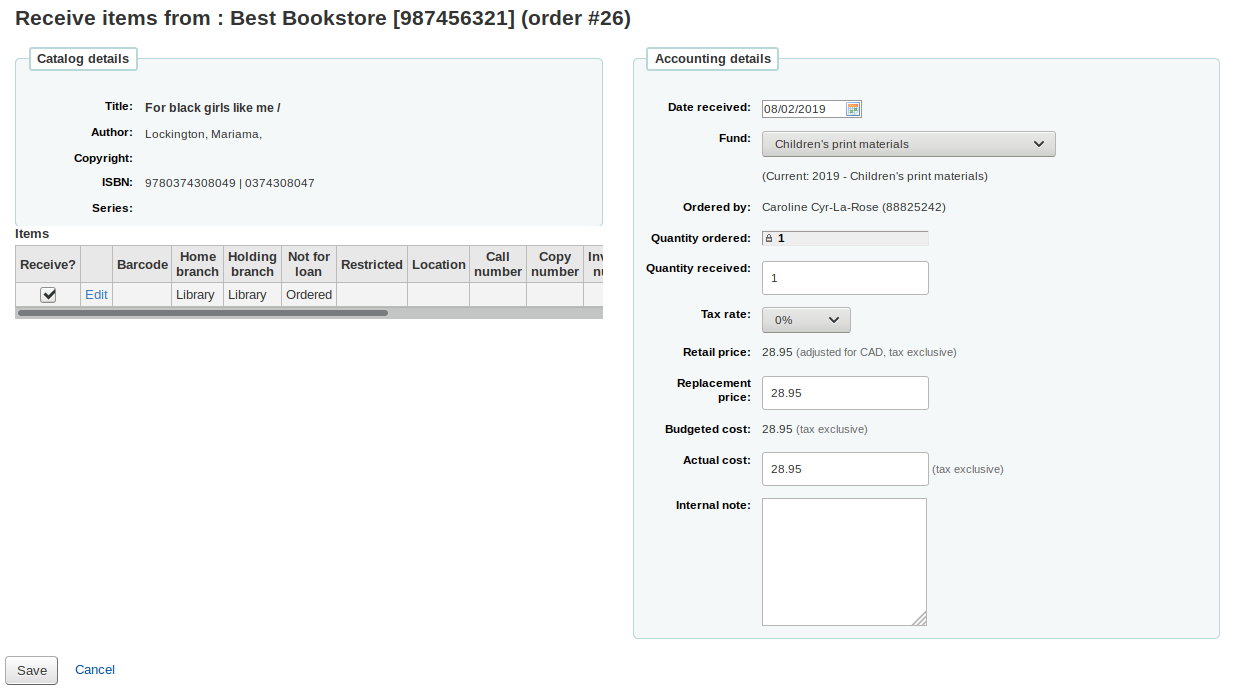 Receive items from : Best Bookstore [987456321] (order #26)
Catalog details
Title: For black girls like me /
Author: Lockington, Mariama,
Copyright:
ISBN: 9780374308049 | 0374308047
Series:
Items
Receive? Barcode Home branch Holding branch Not for loan Restricted Location Call number Copy number
Edit Library Library Ordered
Accounting details
Date received: 08/02/2019
Fund: Children's print materials
(Current: 2019 - Children's print materials)
Ordered by: Caroline Cyr-La-Rose (88825242)
Quantity ordered: 1
Quantity received: 1
Tax rate: 0%
Retail price: 28.95 (adjusted for CAD, tax exclusive)
Replacement
price: 28.95
Budgeted cost: 28.95 (tax exclusive)
Actual cost: 28.95 (tax exclusive)
Internal note:
Save Cancel